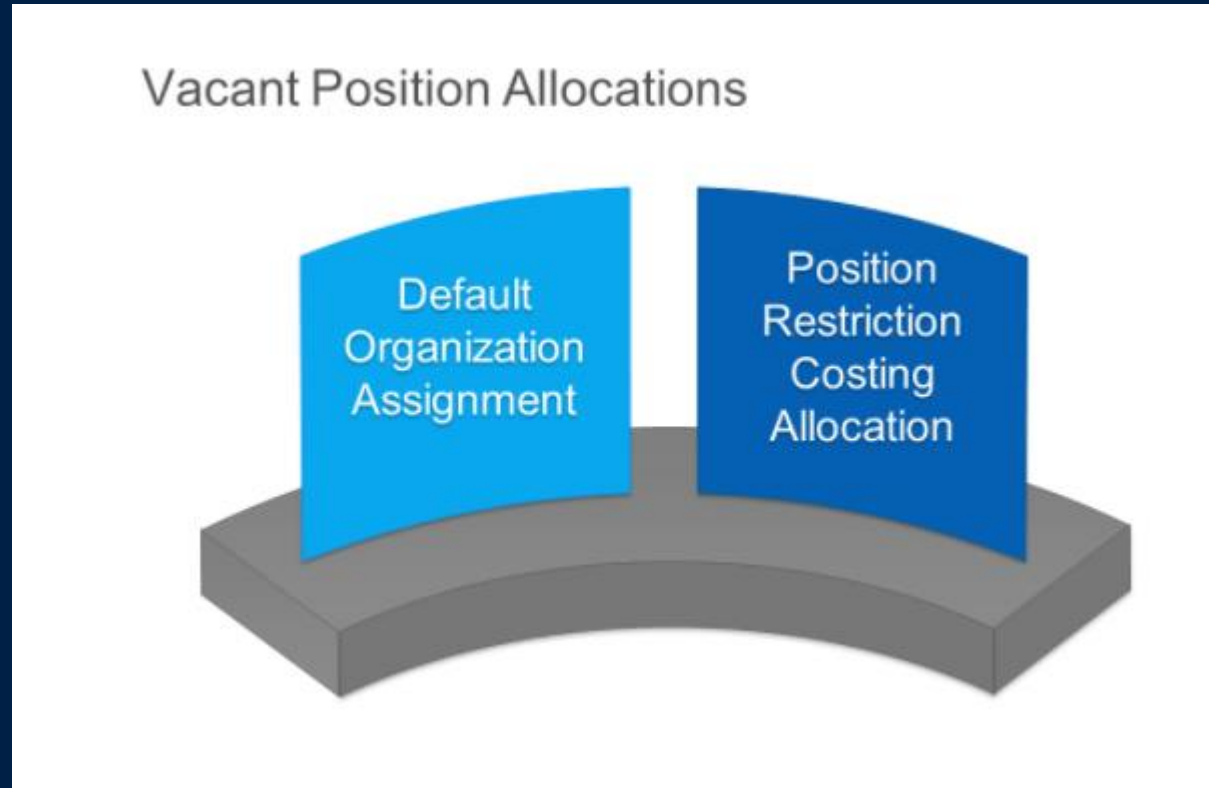 Vacant Position Allocations
Default
Organization
Assignment
Position
Restriction
Costing
Allocation